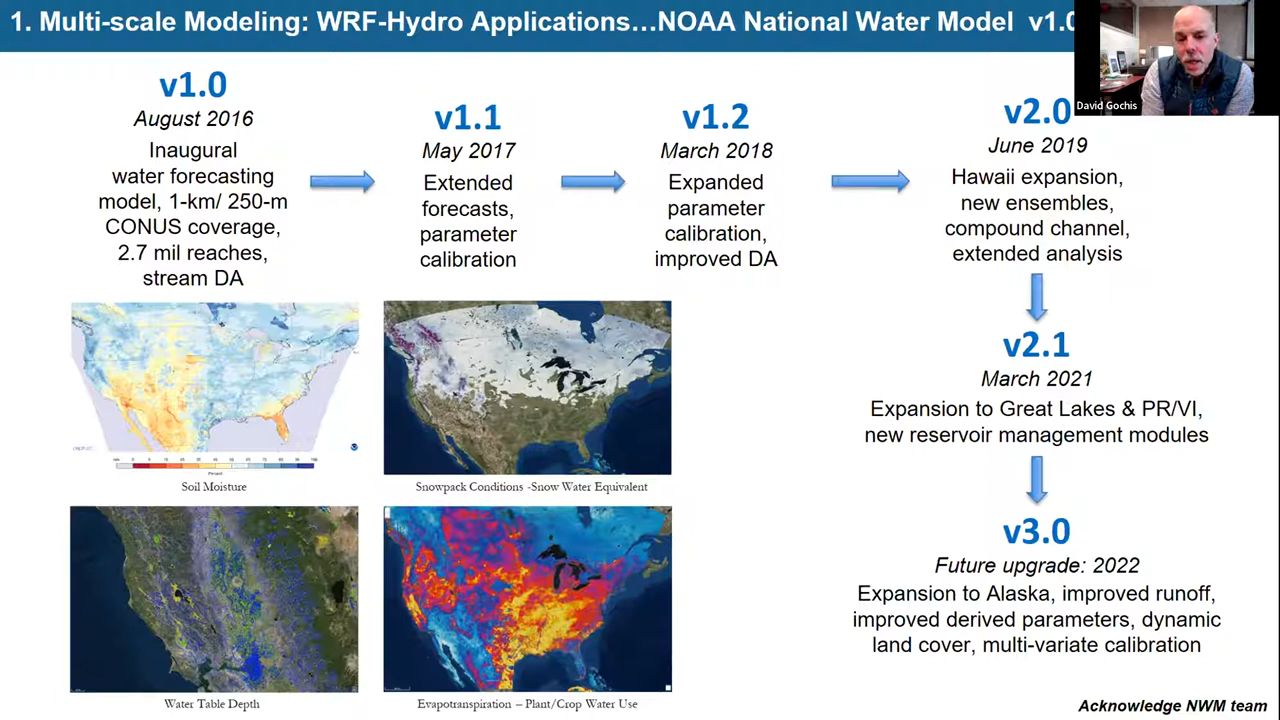 1. Multi-scale Modeling: WRF-Hydro Applications…NOAA National Water Model v1.0
David Gochis
v1.0
August 2016
Inaugural
water forecasting
model, 1-km/ 250-m
CONUS coverage,
2.7 mil reaches,
stream DA
v1.1
May 2017
Extended
forecasts,
parameter
calibration
v1.2
March 2018
Expanded
parameter
calibration,
improved DA
v2.0
June 2019
Hawaii expansion,
new ensembles,
compound channel,
extended analysis
v2.1
March 2021
Expansion to Great Lakes & PR/VI,
new reservoir management modules
v3.0
Future upgrade: 2022
Expansion to Alaska, improved runoff,
improved derived parameters, dynamic
land cover, multi-variate calibration
Soil Moisture
Snowpack Conditions -Snow Water Equivalent
Water Table Depth
Evapotranspiration – Plant/Crop Water Use
Acknowledge NWM team